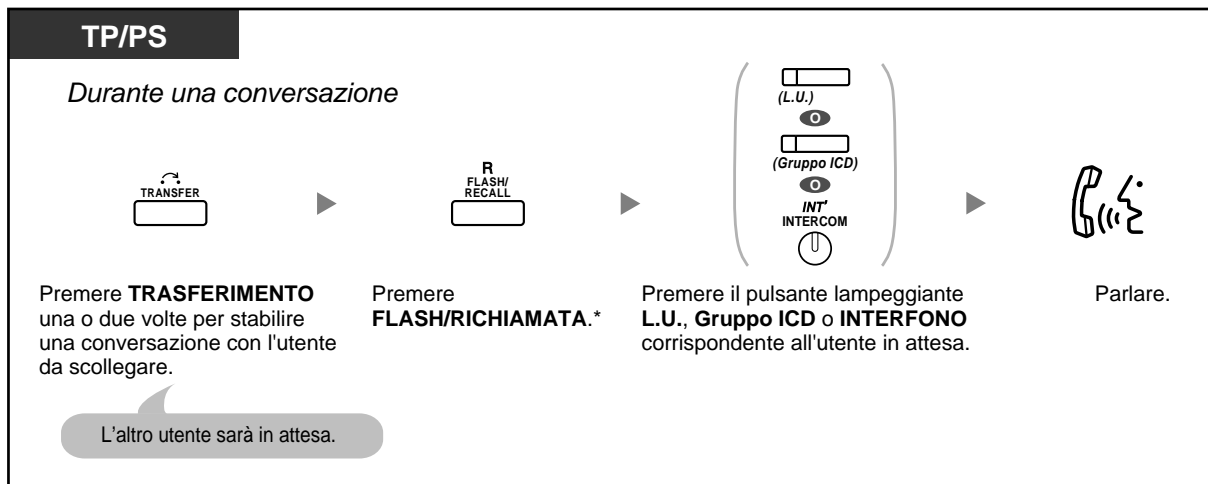 TP/PS
Durante una conversazione
TRANSFER
R
FLASH/
RECALL
(L.U.)
O
(Gruppo ICD)
O
INT'
INTERCOM
Premere TRASFERIMENTO
una o due volte per stabilire
una conversazione con l'utente
da scollegare.
L'altro utente sarà in attesa.
Premere
FLASH/RICHIAMATA.*
Premere il pulsante lampeggiante
L.U., Gruppo ICD o INTERFONO
corrispondente all'utente in attesa.
Parlare.